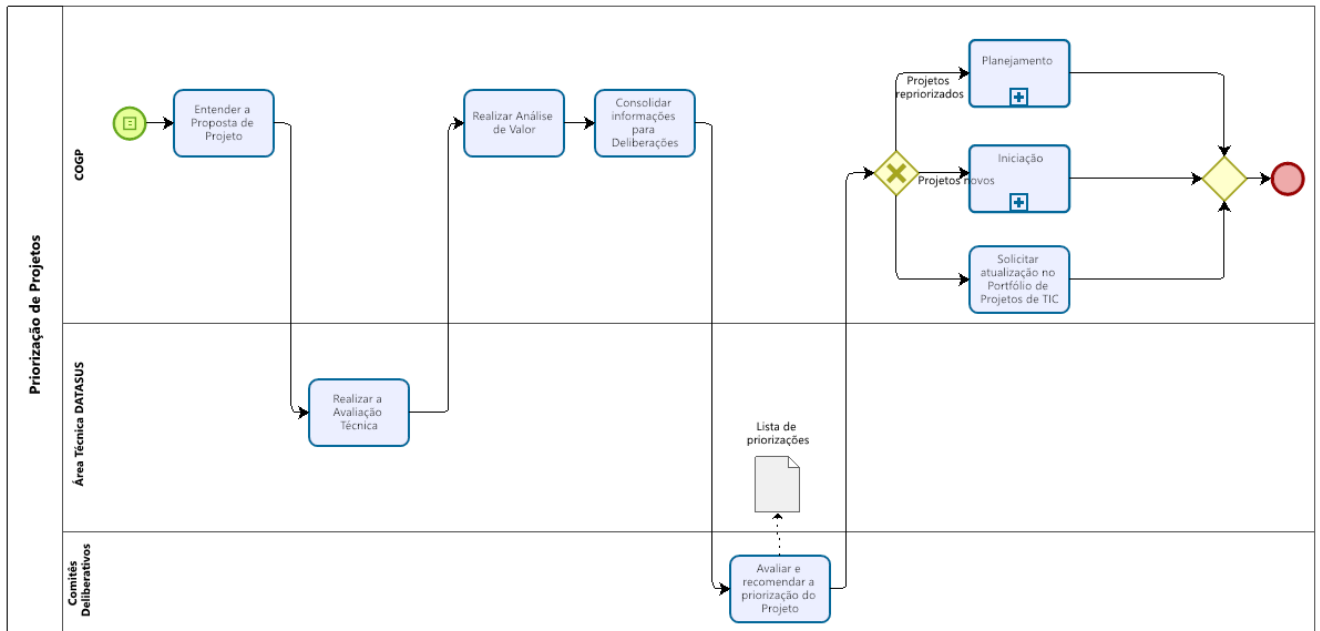 Priorização de Projetos
COGP
Entender a
Proposta de
Projeto
Realizar Análise
de Valor
Consolidar
informações
para
Deliberações
Projetos
repriorizados
Planejamento
Projetos novos
Iniciação
Solicitar
atualização no
Portfólio de
Projetos de TIC
Área Técnica DATASUS
Realizar a
Avaliação
Técnica
Lista de
priorizações
Comitês
Deliberativos
Avaliar e
recomendar a
priorização do
Projeto